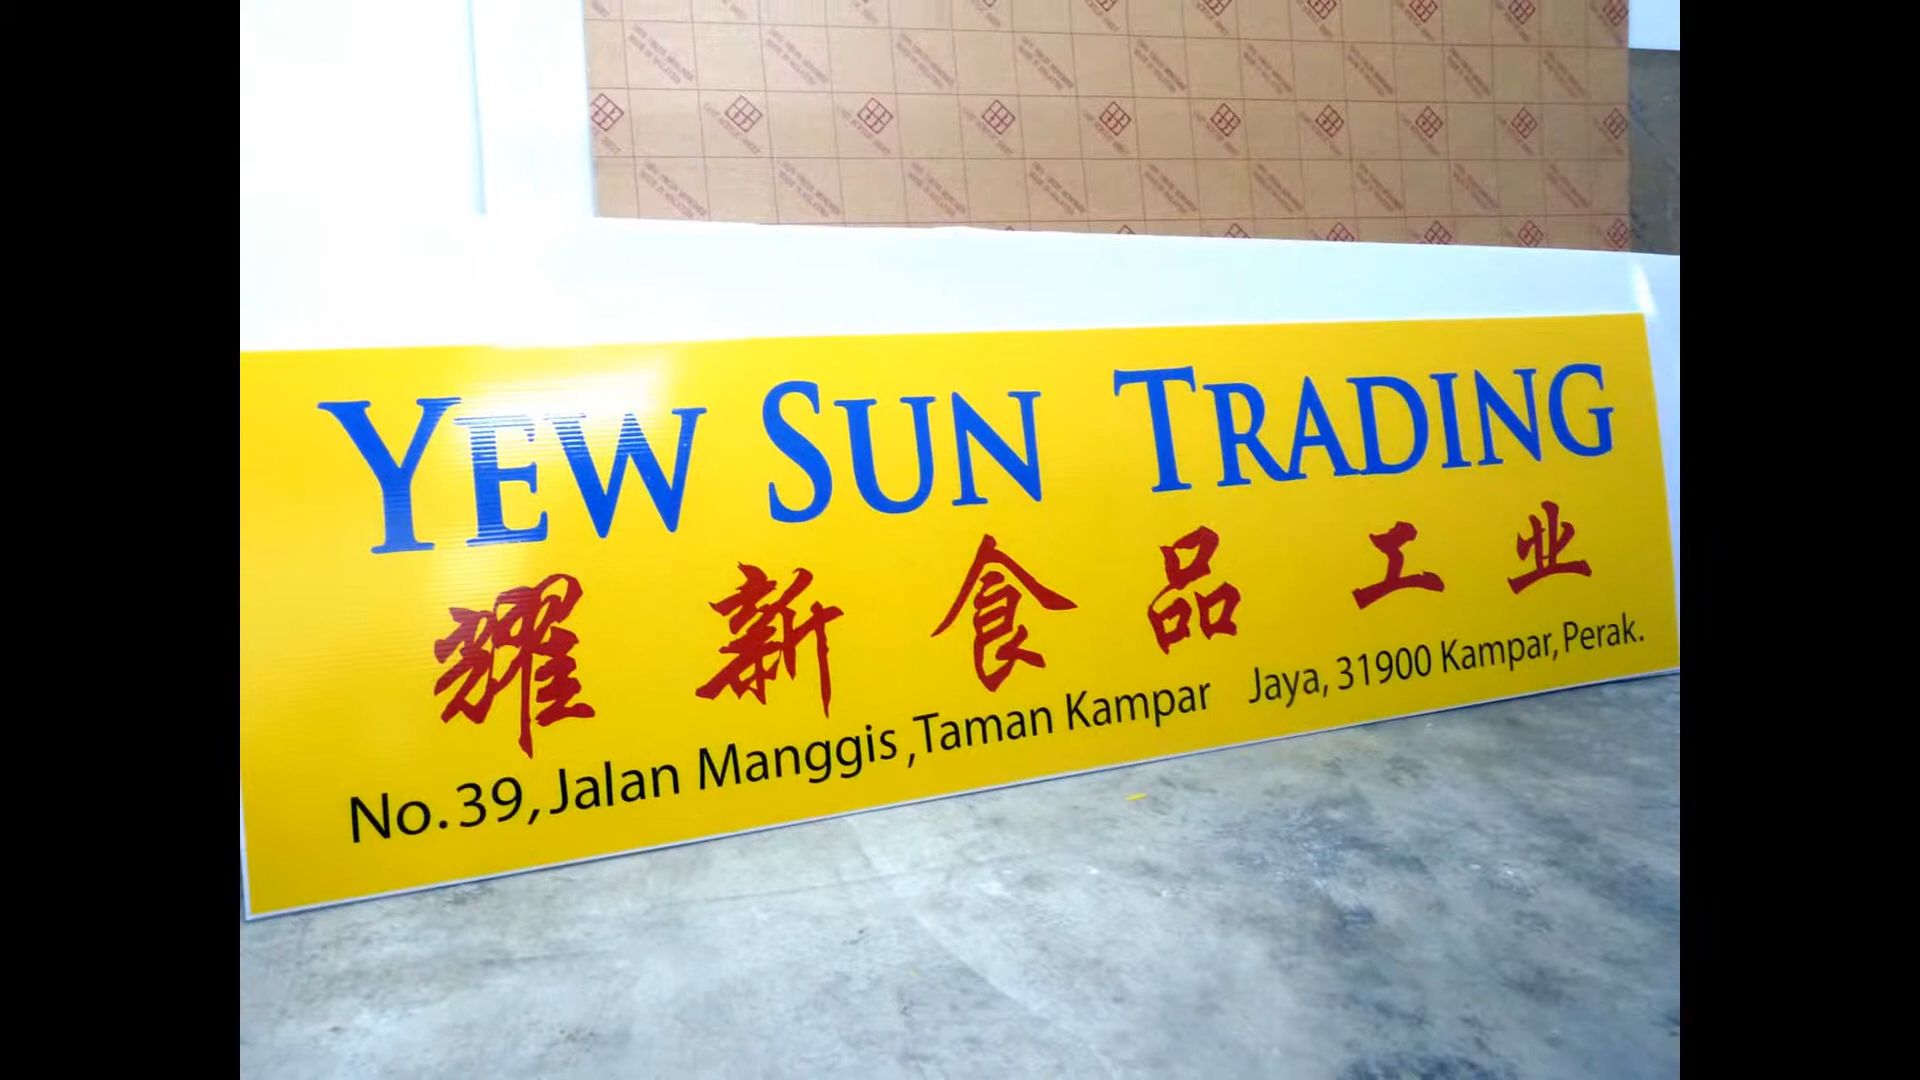 YEW SUN TRADING
耀新食品工业
No.39, Jalan Manggis, Taman Kampar Jaya, 31900 Kampar, Perak.